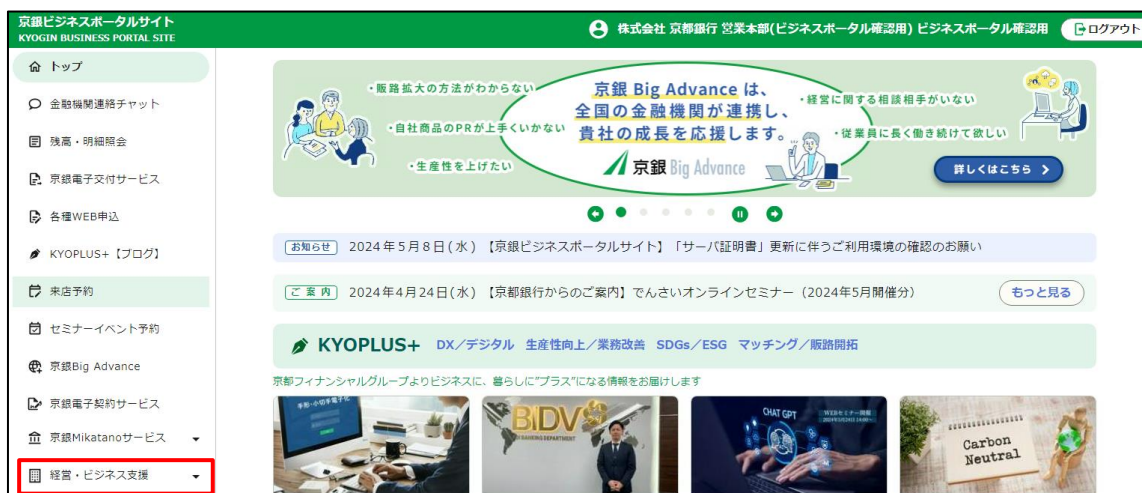 京銀ビジネスポータルサイト
KYOGIN BUSINESS PORTAL SITE
株式会社 京都銀行 営業本部(ビジネスポータル確認用) ビジネスポータル確認用
ログアウト
トップ
金融機関連絡チャット
残高・明細照会
京銀電子交付サービス
各種WEB申込
KYOPLUS+【ブログ】
来店予約
セミナーイベント予約
京銀Big Advance
京銀電子契約サービス
京銀Mikatanoサービス
経営・ビジネス支援
・販路拡大の方法がわからない
・自社商品のPRが上手くいかない
・生産性を上げたい
京銀 Big Advance は、
全国の金融機関が連携し、
貴社の成長を応援します。
京銀 Big Advance
・経営に関する相談相手がいない
・従業員に長く働き続けて欲しい
詳しくはこちら
お知らせ 2024年5月8日(水) 【京銀ビジネスポータルサイト】「サーバ証明書」更新に伴うご利用環境の確認のお願い
ご案内 2024年4月24日(水) 【京都銀行からのご案内】でんさいオンラインセミナー（2024年5月開催分）
もっと見る
KYOPLUS+ DX／デジタル 生産性向上／業務改善 SDGs／ESG マッチング／販路開拓
京都フィナンシャルグループよりビジネスに、暮らしに"プラス"になる情報をお届けします
手形・小切手電子化
BIDV
BANKING DEPARTMENT
CHAT GPT
WEBセミナー開催
Carbon
Neutral